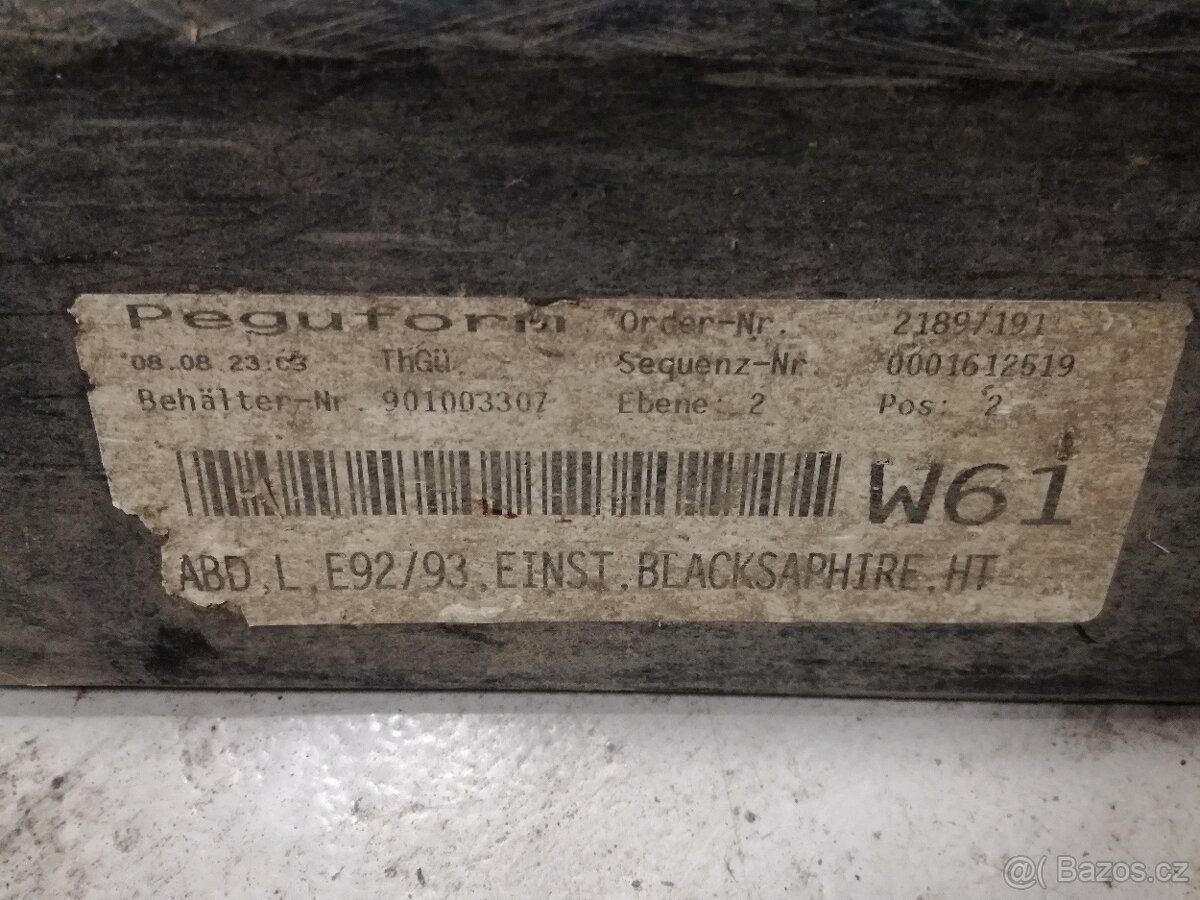 Peguform Order-Nr. 2189/191
08.08 23:03 ThGü Sequenz-Nr. 0001612519
Behälter-Nr. 901003307 Ebene: 2 Pos: 2
W61
ABD,L,E92/93,EINST,BLACKSAPHIRE,HT
@( Bazos.cz